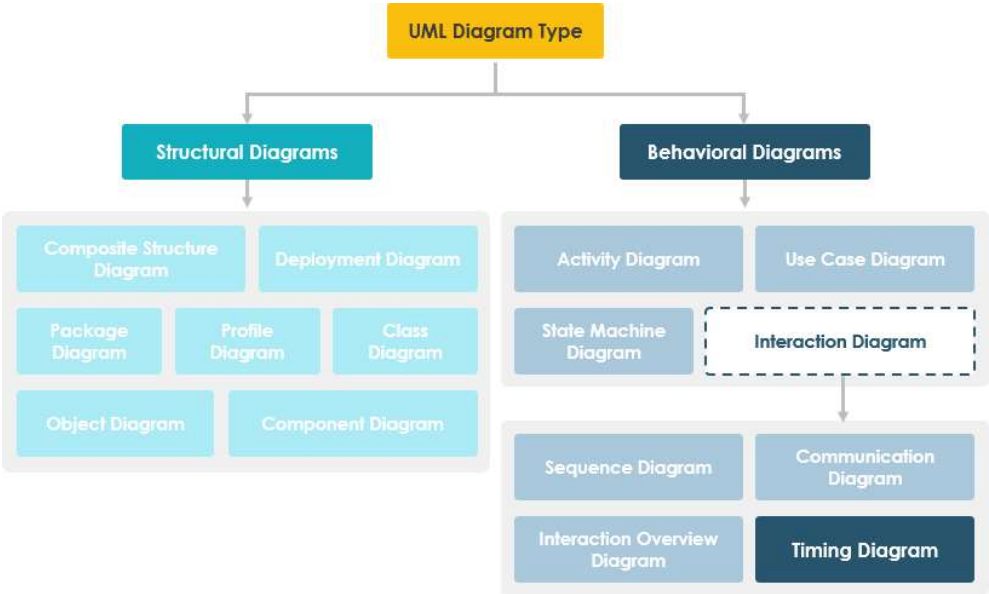 UML Diagram Type
Structural Diagrams
Behavioral Diagrams
Composite Structure
Diagram
Deployment Diagram
Package
Diagram
Profile
Diagram
Class
Diagram
Object Diagram
Component Diagram
Activity Diagram
Use Case Diagram
State Machine
Diagram
Interaction Diagram
Sequence Diagram
Communication
Diagram
Interaction Overview
Diagram
Timing Diagram